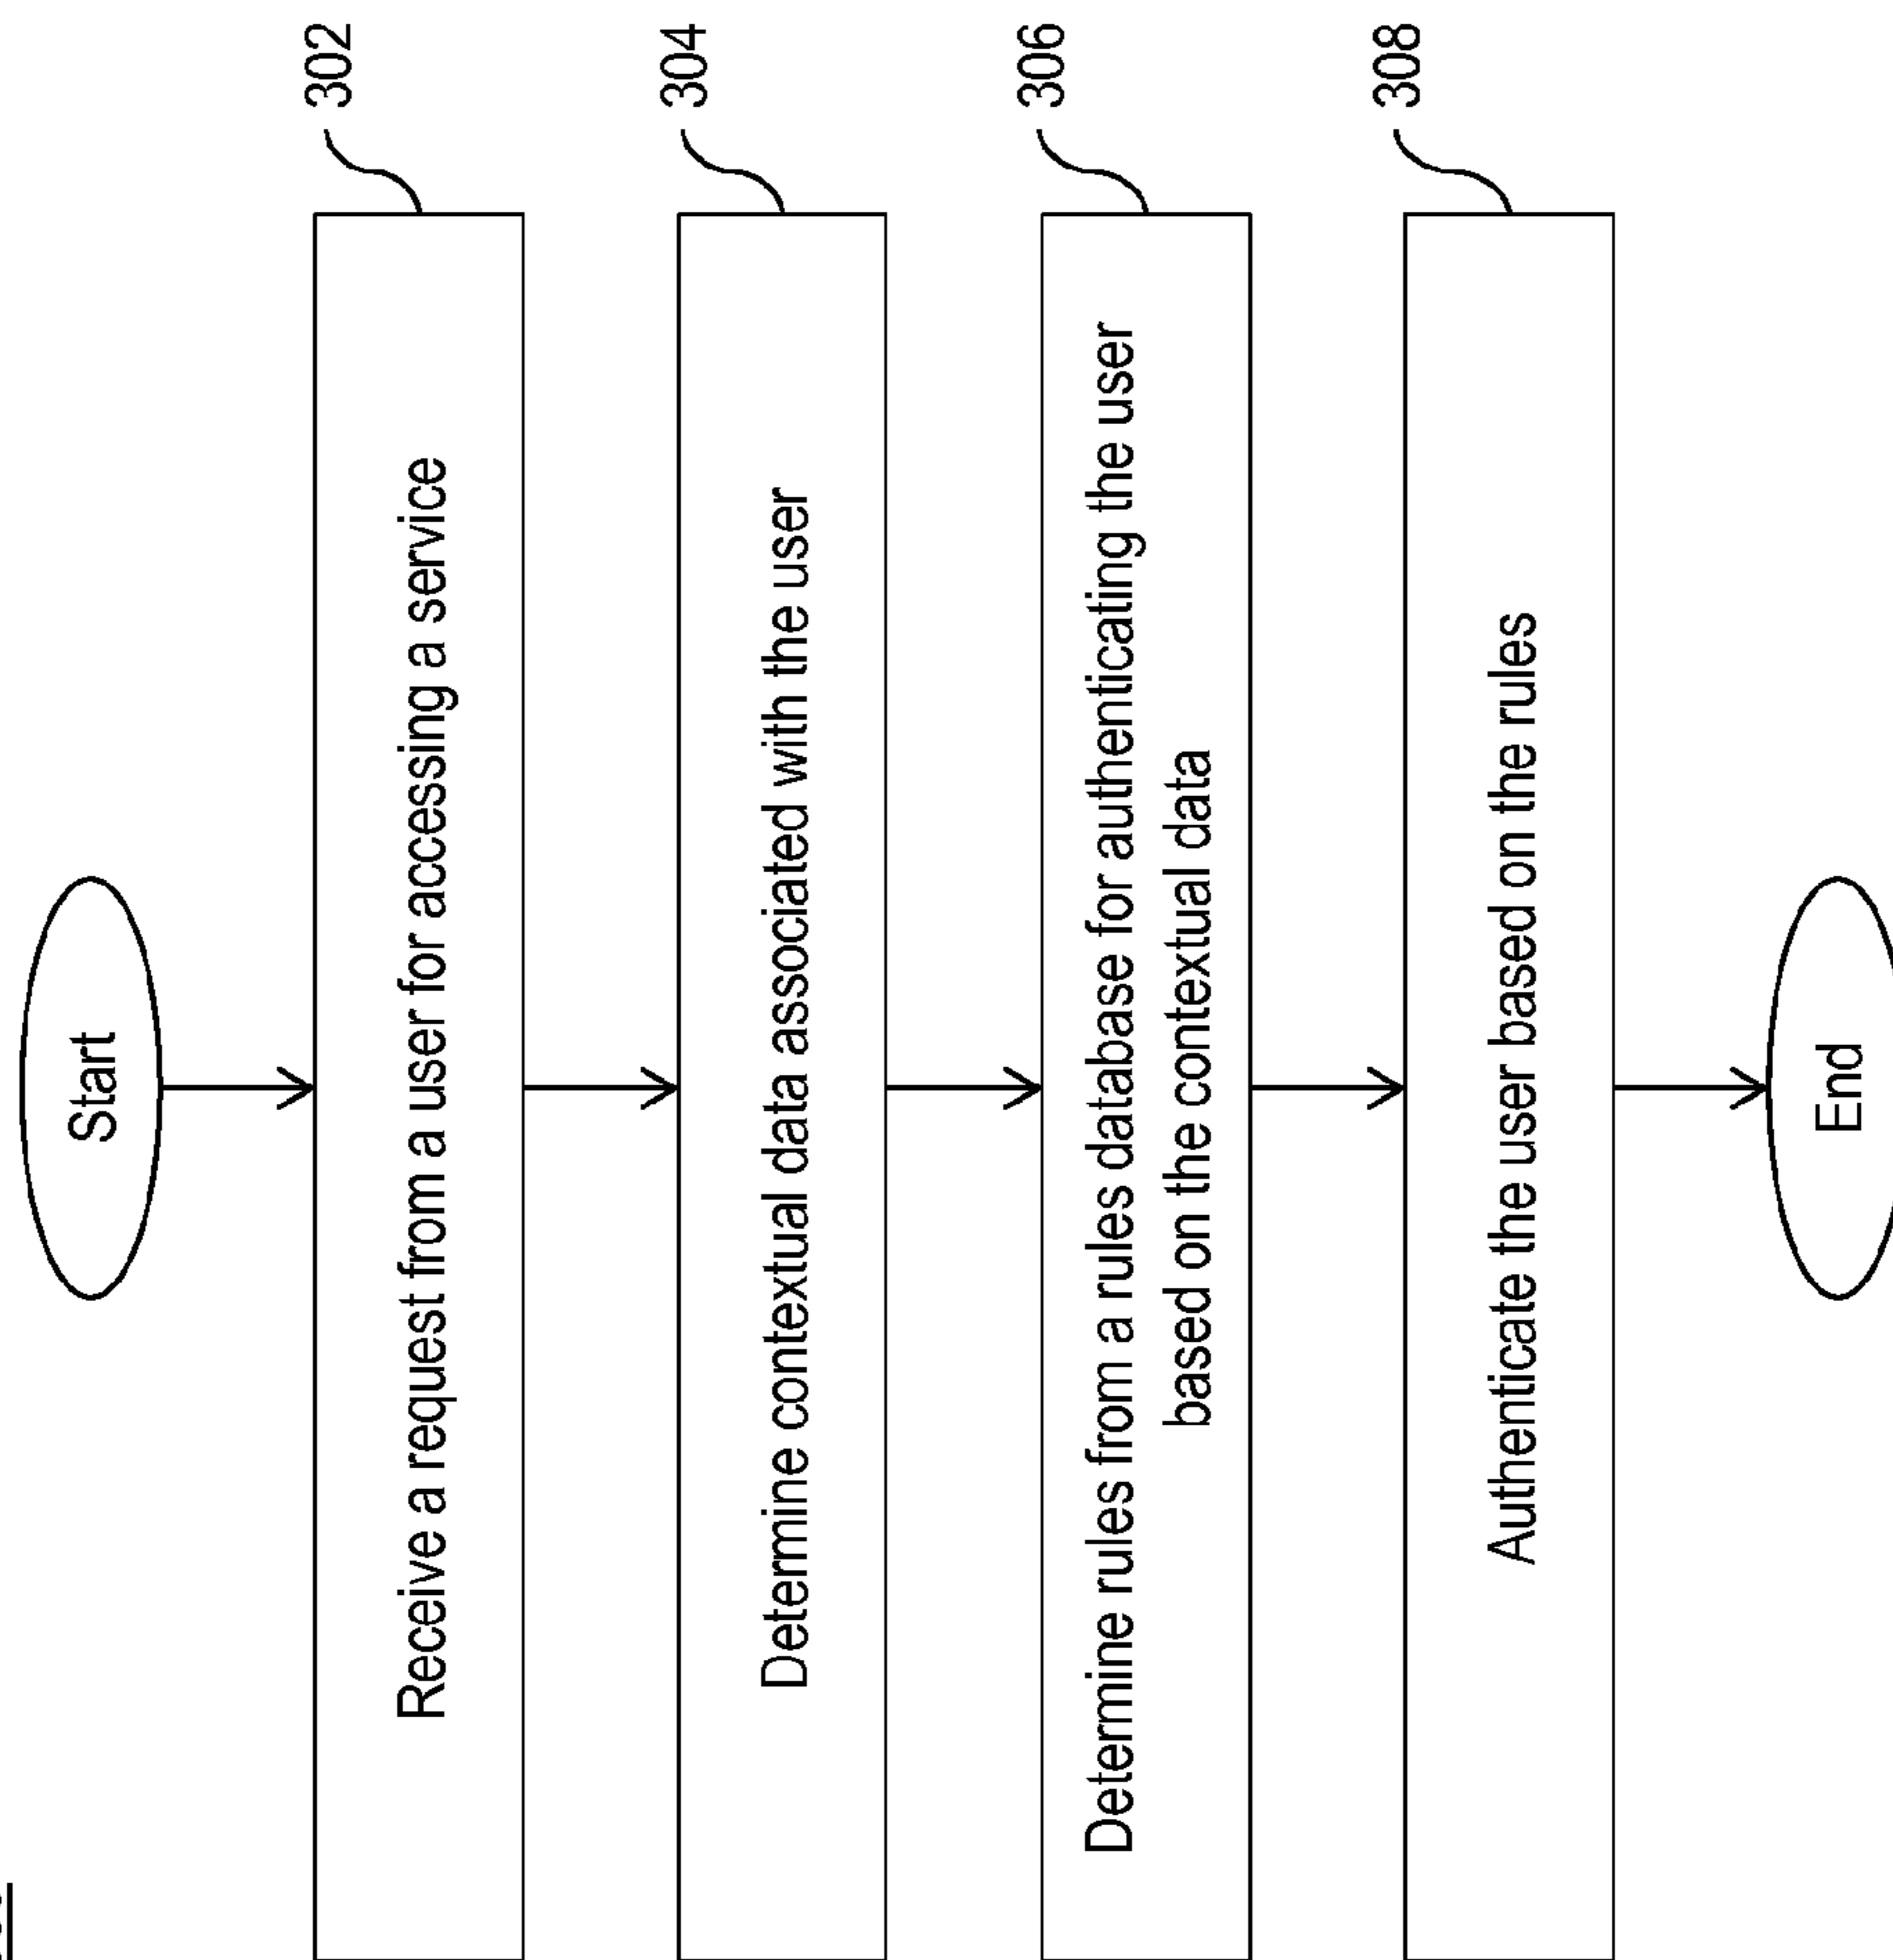 Start
302
Receive a request from a user for accessing a service
304
Determine contextual data associated with the user
306
Determine rules from a rules database for authenticating the user
based on the contextual data
308
Authenticate the user based on the rules
End